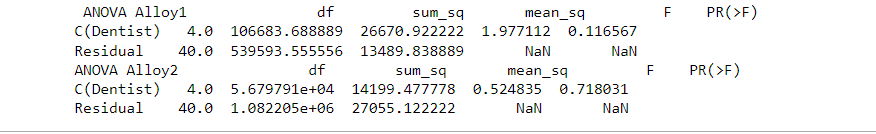 ANOVA Alloy1 df sum_sq mean_sq F PR(>F)
C(Dentist) 4.0 106683.688889 26670.922222 1.977112 0.116567
Residual 40.0 539593.555556 13489.838889 NaN NaN
ANOVA Alloy2 df sum_sq mean_sq F PR(>F)
C(Dentist) 4.0 5.679791e+04 14199.477778 0.524835 0.718031
Residual 40.0 1.082205e+06 27055.122222 NaN NaN